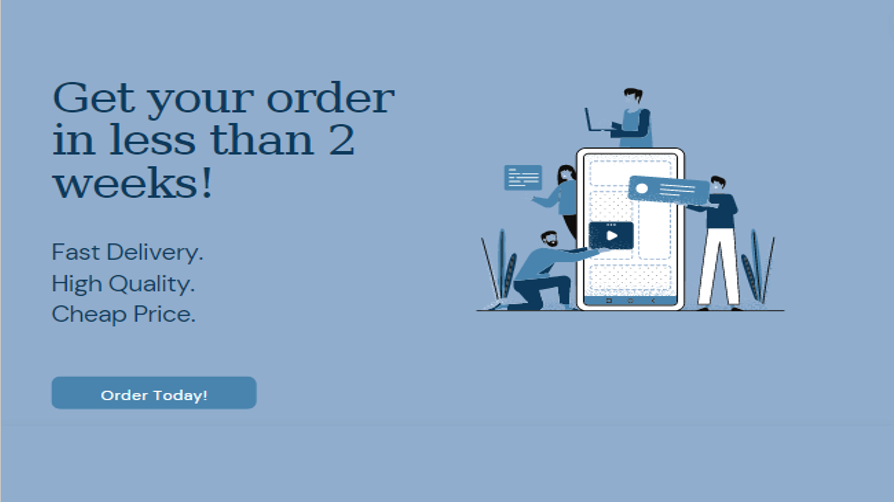 Get your order
in less than 2
weeks!
Fast Delivery.
High Quality.
Cheap Price.
Order Today!